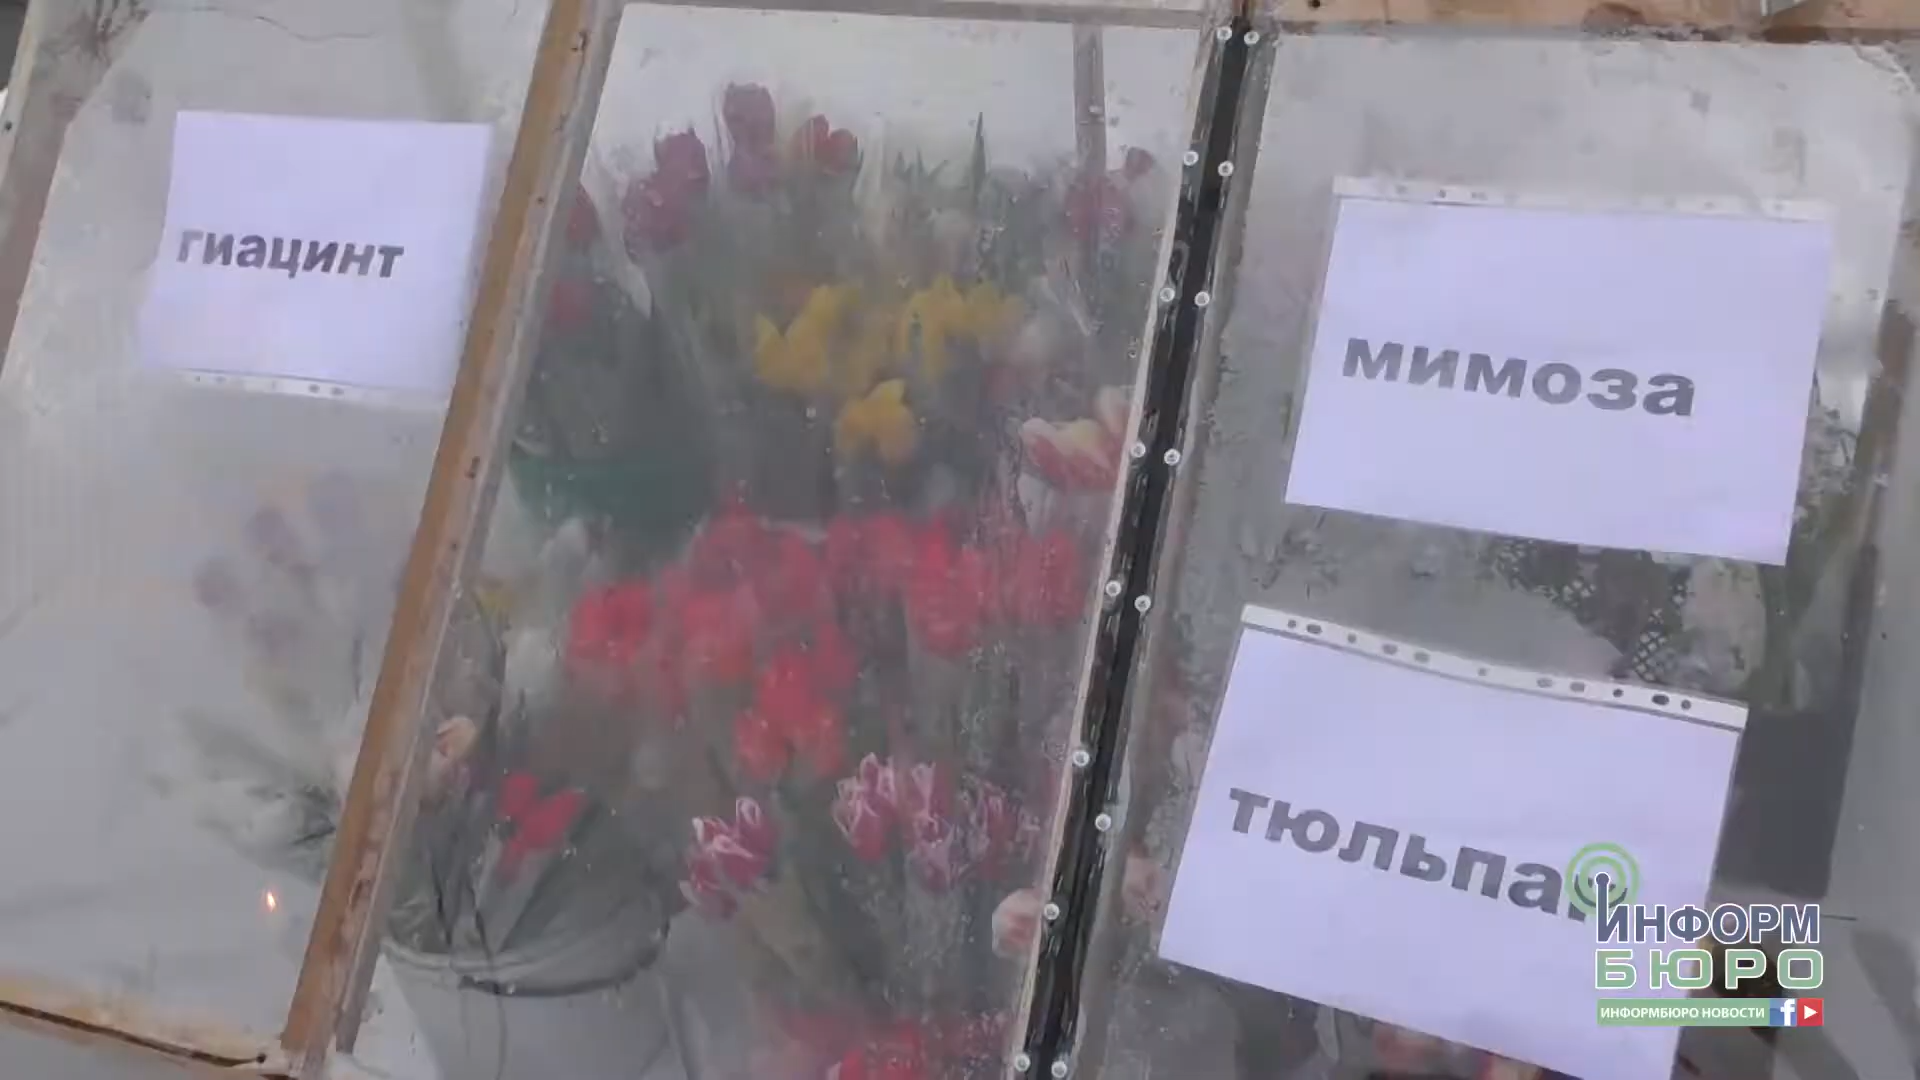 гиацинт
мимоза
тюльпан
ИНФОРМ
БЮРО
ИНФОРМБЮРО НОВОСТИ f